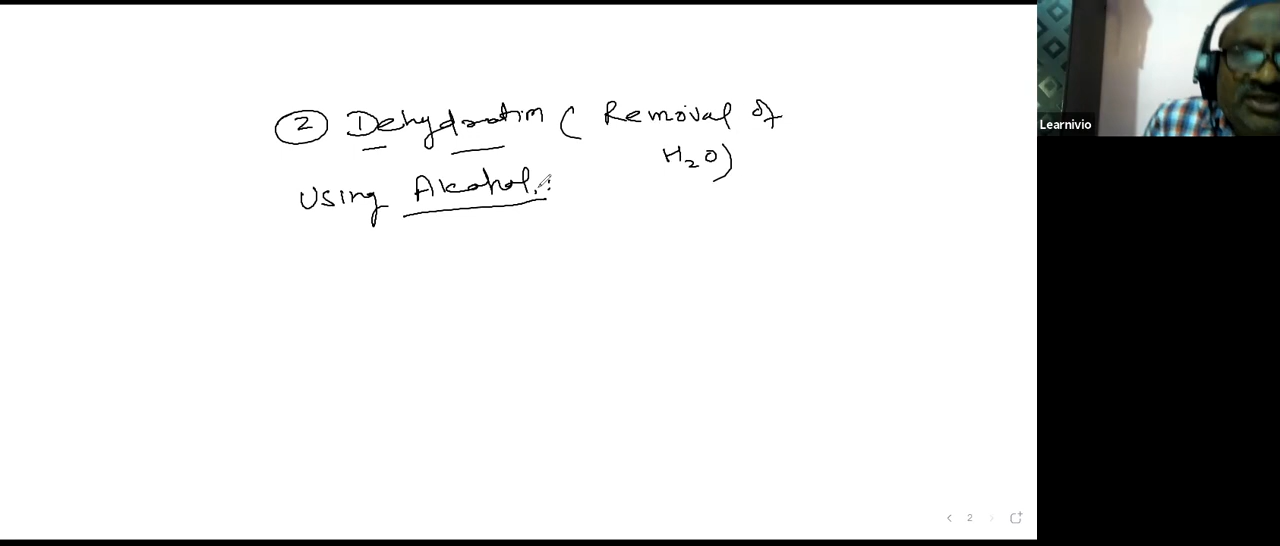 ② Dehydration ( Removal of
H₂O)
Using Alcohol.
Learnivio
2